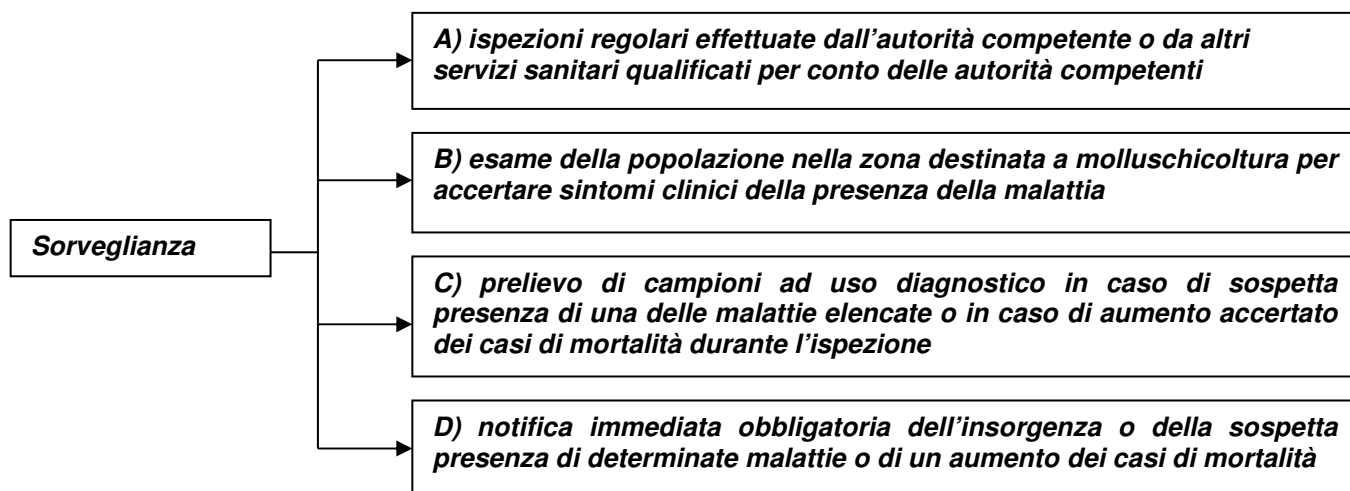 A) ispezioni regolari effettuate dall'autorità competente o da altri
servizi sanitari qualificati per conto delle autorità competenti
B) esame della popolazione nella zona destinata a molluschicoltura per
accertare sintomi clinici della presenza della malattia
Sorveglianza
C) prelievo di campioni ad uso diagnostico in caso di sospetta
presenza di una delle malattie elencate o in caso di aumento accertato
dei casi di mortalità durante l'ispezione
D) notifica immediata obbligatoria dell'insorgenza o della sospetta
presenza di determinate malattie o di un aumento dei casi di mortalità